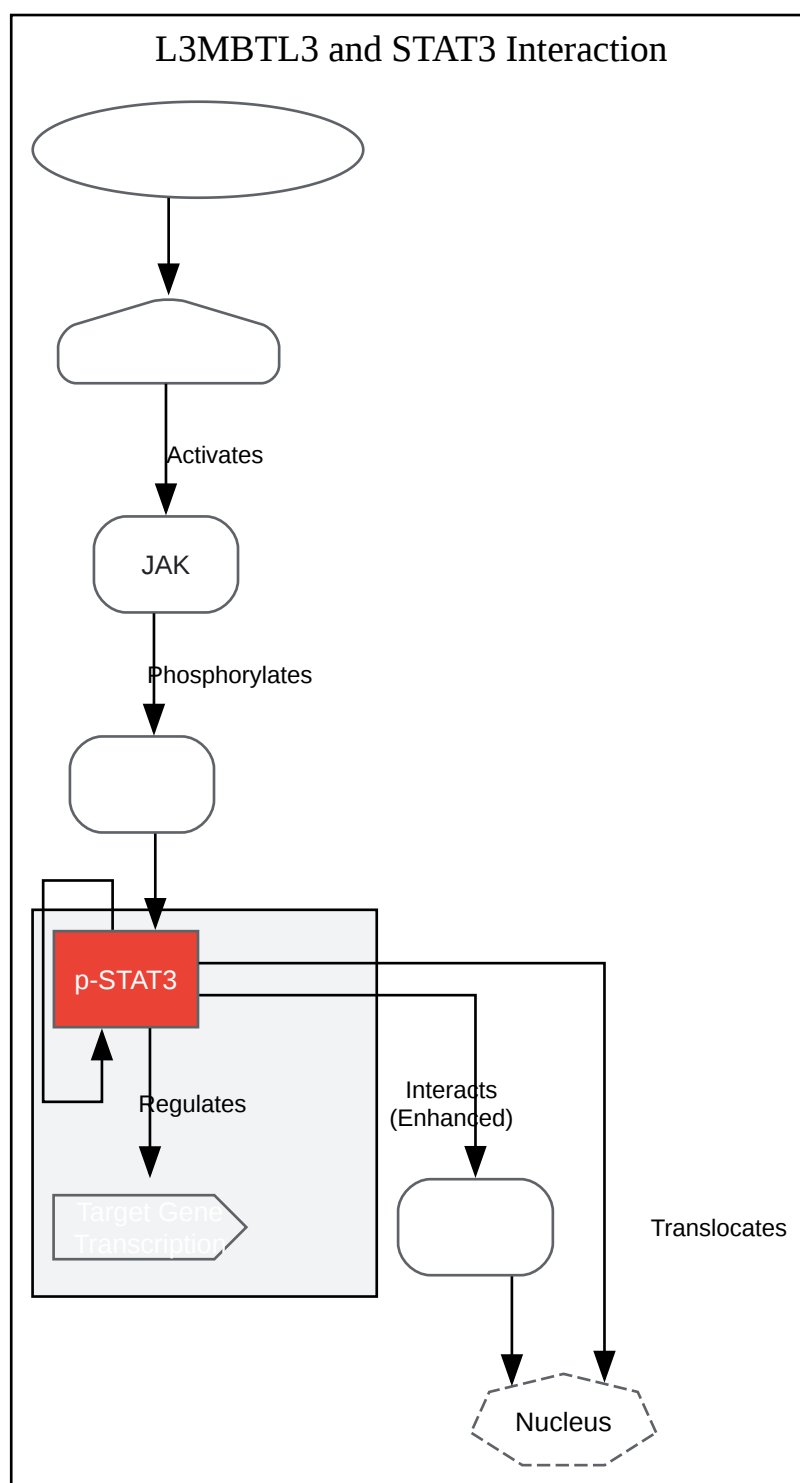 L3MBTL3 and STAT3 Interaction
Activates
JAK
Phosphorylates
p-STAT3
Regulates
Interacts
(Enhanced)
Target Gene
Transcription
Translocates
Nucleus